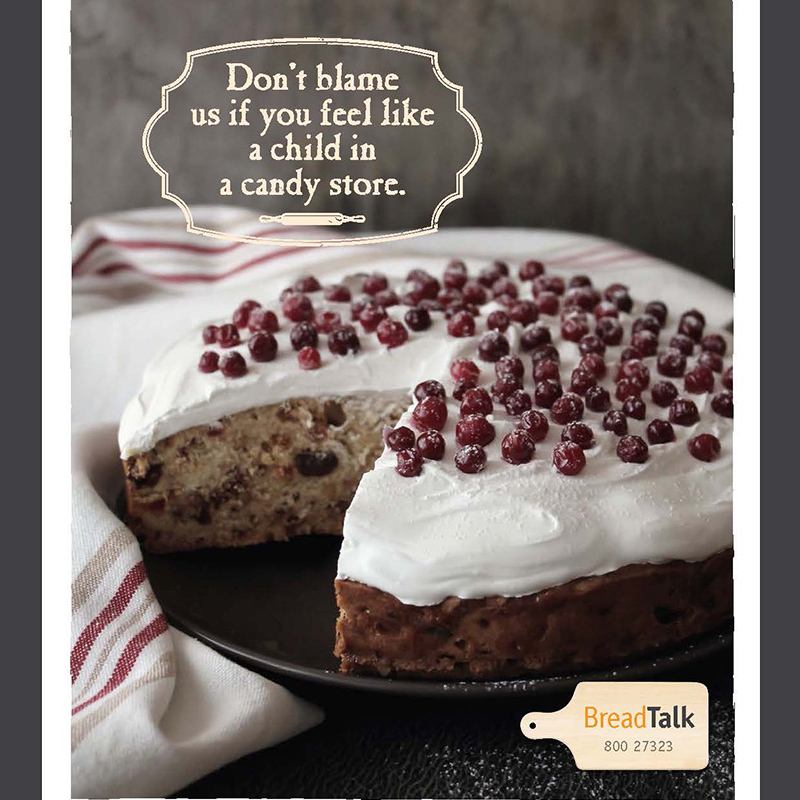 Don't blame
us if you feel like
a child in
a candy store.
BreadTalk
800 27323